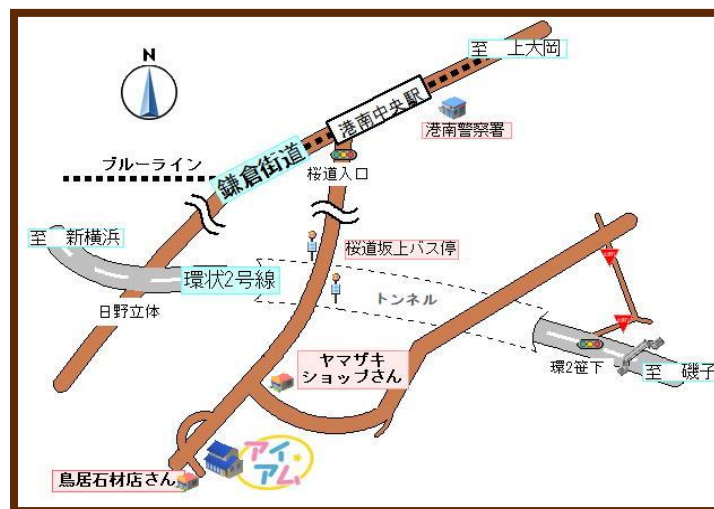 N
至 上大岡
港南中央駅
港南警察署
ブルーライン
鎌倉街道
桜道入口
至 新横浜
桜道坂上バス停
環状2号線
トンネル
日野立体
ヤマザキ
ショップさん
環2笹下
至 磯子
アイ
アム
鳥居石材店さん